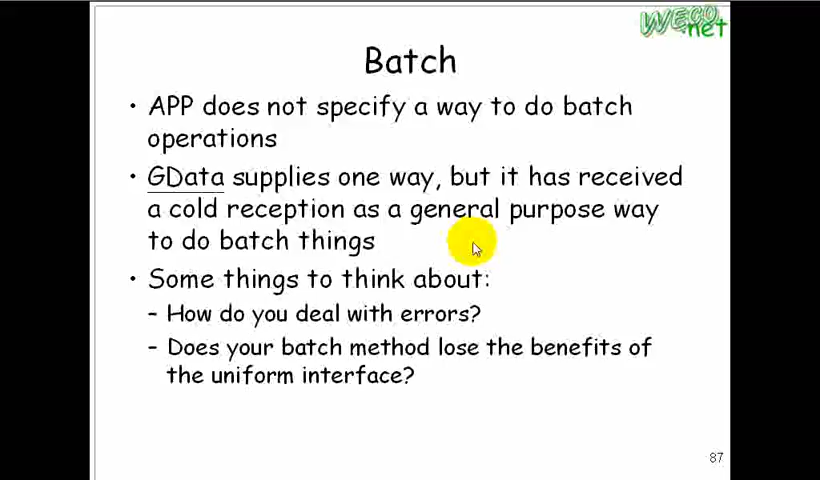 WECO
.net
Batch
• APP does not specify a way to do batch
operations
• GData supplies one way, but it has received
a cold reception as a general purpose way
to do batch things
• Some things to think about:
– How do you deal with errors?
– Does your batch method lose the benefits of
the uniform interface?
87